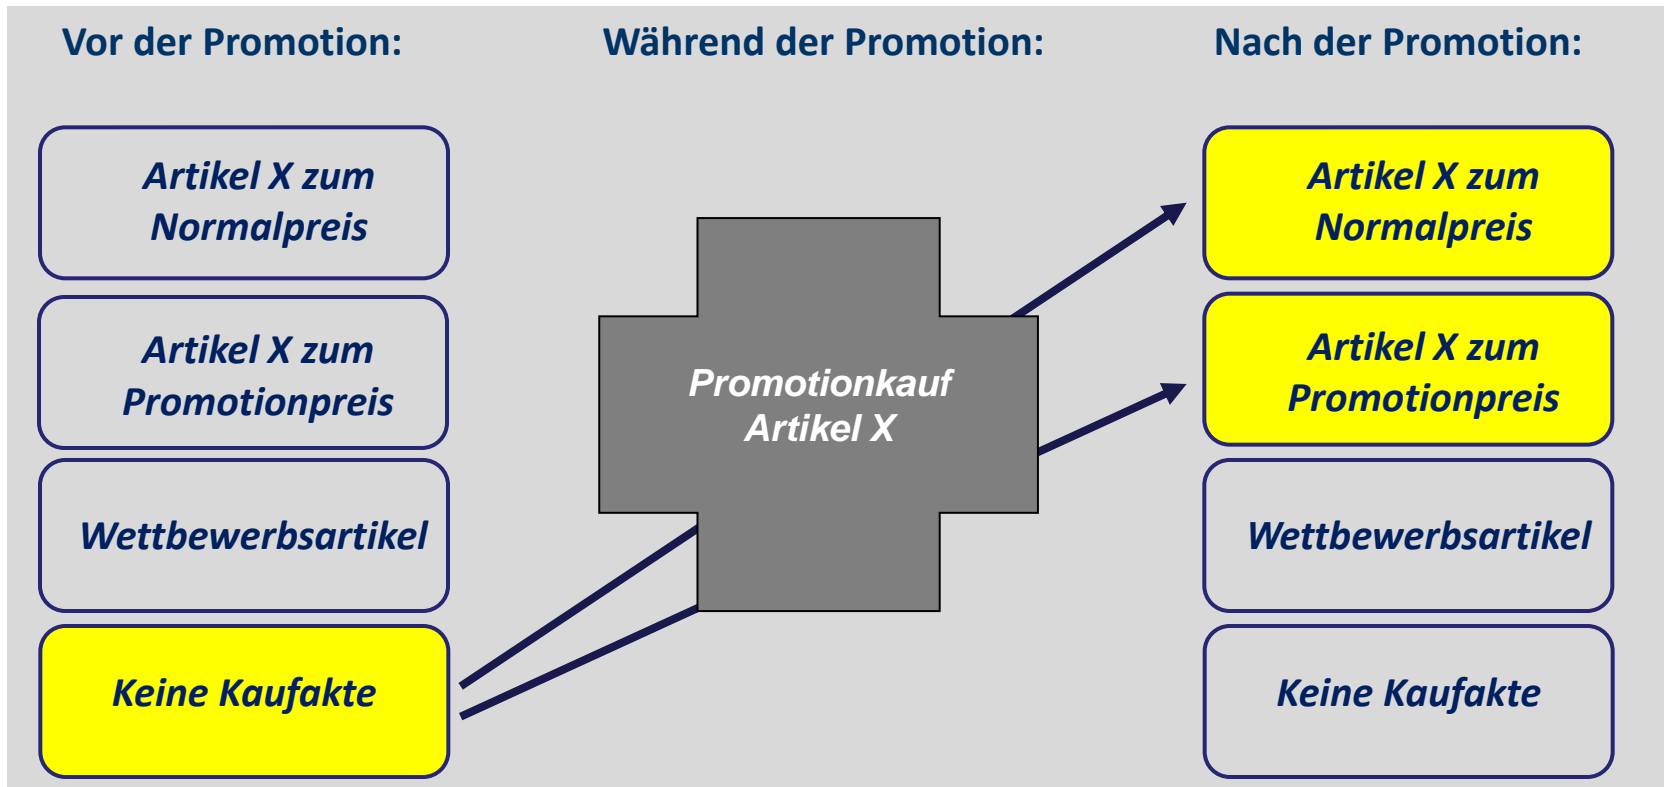 Vor der Promotion:
Während der Promotion:
Nach der Promotion:
Artikel X zum
Normalpreis
Artikel X zum
Promotionpreis
Wettbewerbsartikel
Keine Kaufakte
Promotionkauf
Artikel X
Artikel X zum
Normalpreis
Artikel X zum
Promotionpreis
Wettbewerbsartikel
Keine Kaufakte